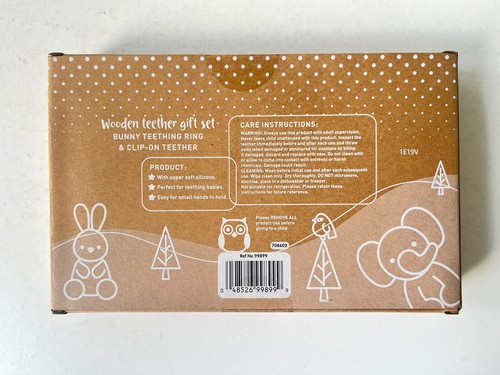 Wooden teether gift set-
BUNNY TEETHING RING
& CLIP-ON TEETHER
PRODUCT:
With super soft silicone.
Perfect for teething babies.
Easy for small hands to hold.
CARE INSTRUCTIONS:
WARNING! Always use this product with adult supervision.
Never leave child unattended with this product. Inspect the
teether immediately before and after each use and throw
away when damaged or monitored for example by biting.
If damaged, discard and replace with new. Do not clean with
or allow to come into contact with solvents or harsh
chemicals. Damage could result.
CLEANING: Wash before initial use and after each subsequent
use. Wipe clean only. Dry thoroughly. DO NOT microwave,
sterilise, place in a dishwasher or freezer.
Not suitable for refrigeration. Please retain these
instructions for future reference.
1E19V
Please REMOVE ALL
product ties before
giving to a child
708602
Ref No 99899
0 48526 99899 9